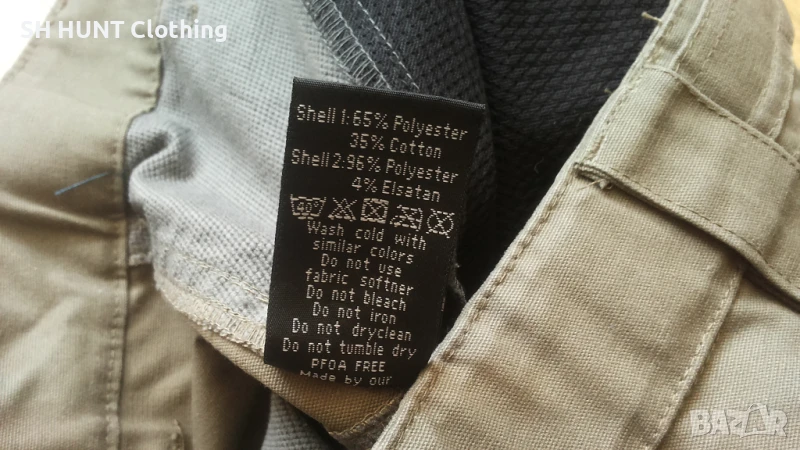 SH HUNT Clothing
Shell 1:65% Polyester
35% Cotton
Shell 2:96% Polyester
4% Elsatan
40°
Wash cold with
similar colors
Do not use
fabric softner
Do not bleach
Do not iron
Do not dryclean
Do not tumble dry
PFOA FREE
Made by our
BAZAR